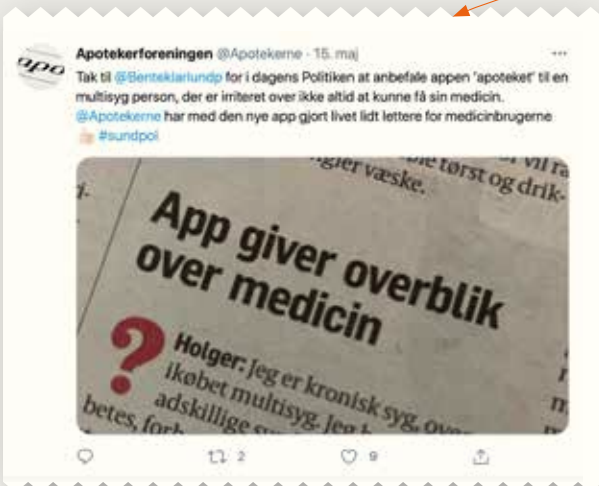 apo
Apotekerforeningen @Apotekerne · 15. maj
Tak til @Benteklarlundp for i dagens Politiken at anbefale appen 'apoteket' til en
multisyg person, der er irriteret over ikke altid at kunne få sin medicin.
@Apotekerne har med den nye app gjort livet lidt lettere for medicinbrugerne
#sundpol
væske.
tørst og drik-
App giver overblik
over medicin
?
Holger: Jeg er kronisk syg, over
ikøbet multisyg. Jeg
betes, forh
adskillige
2
9